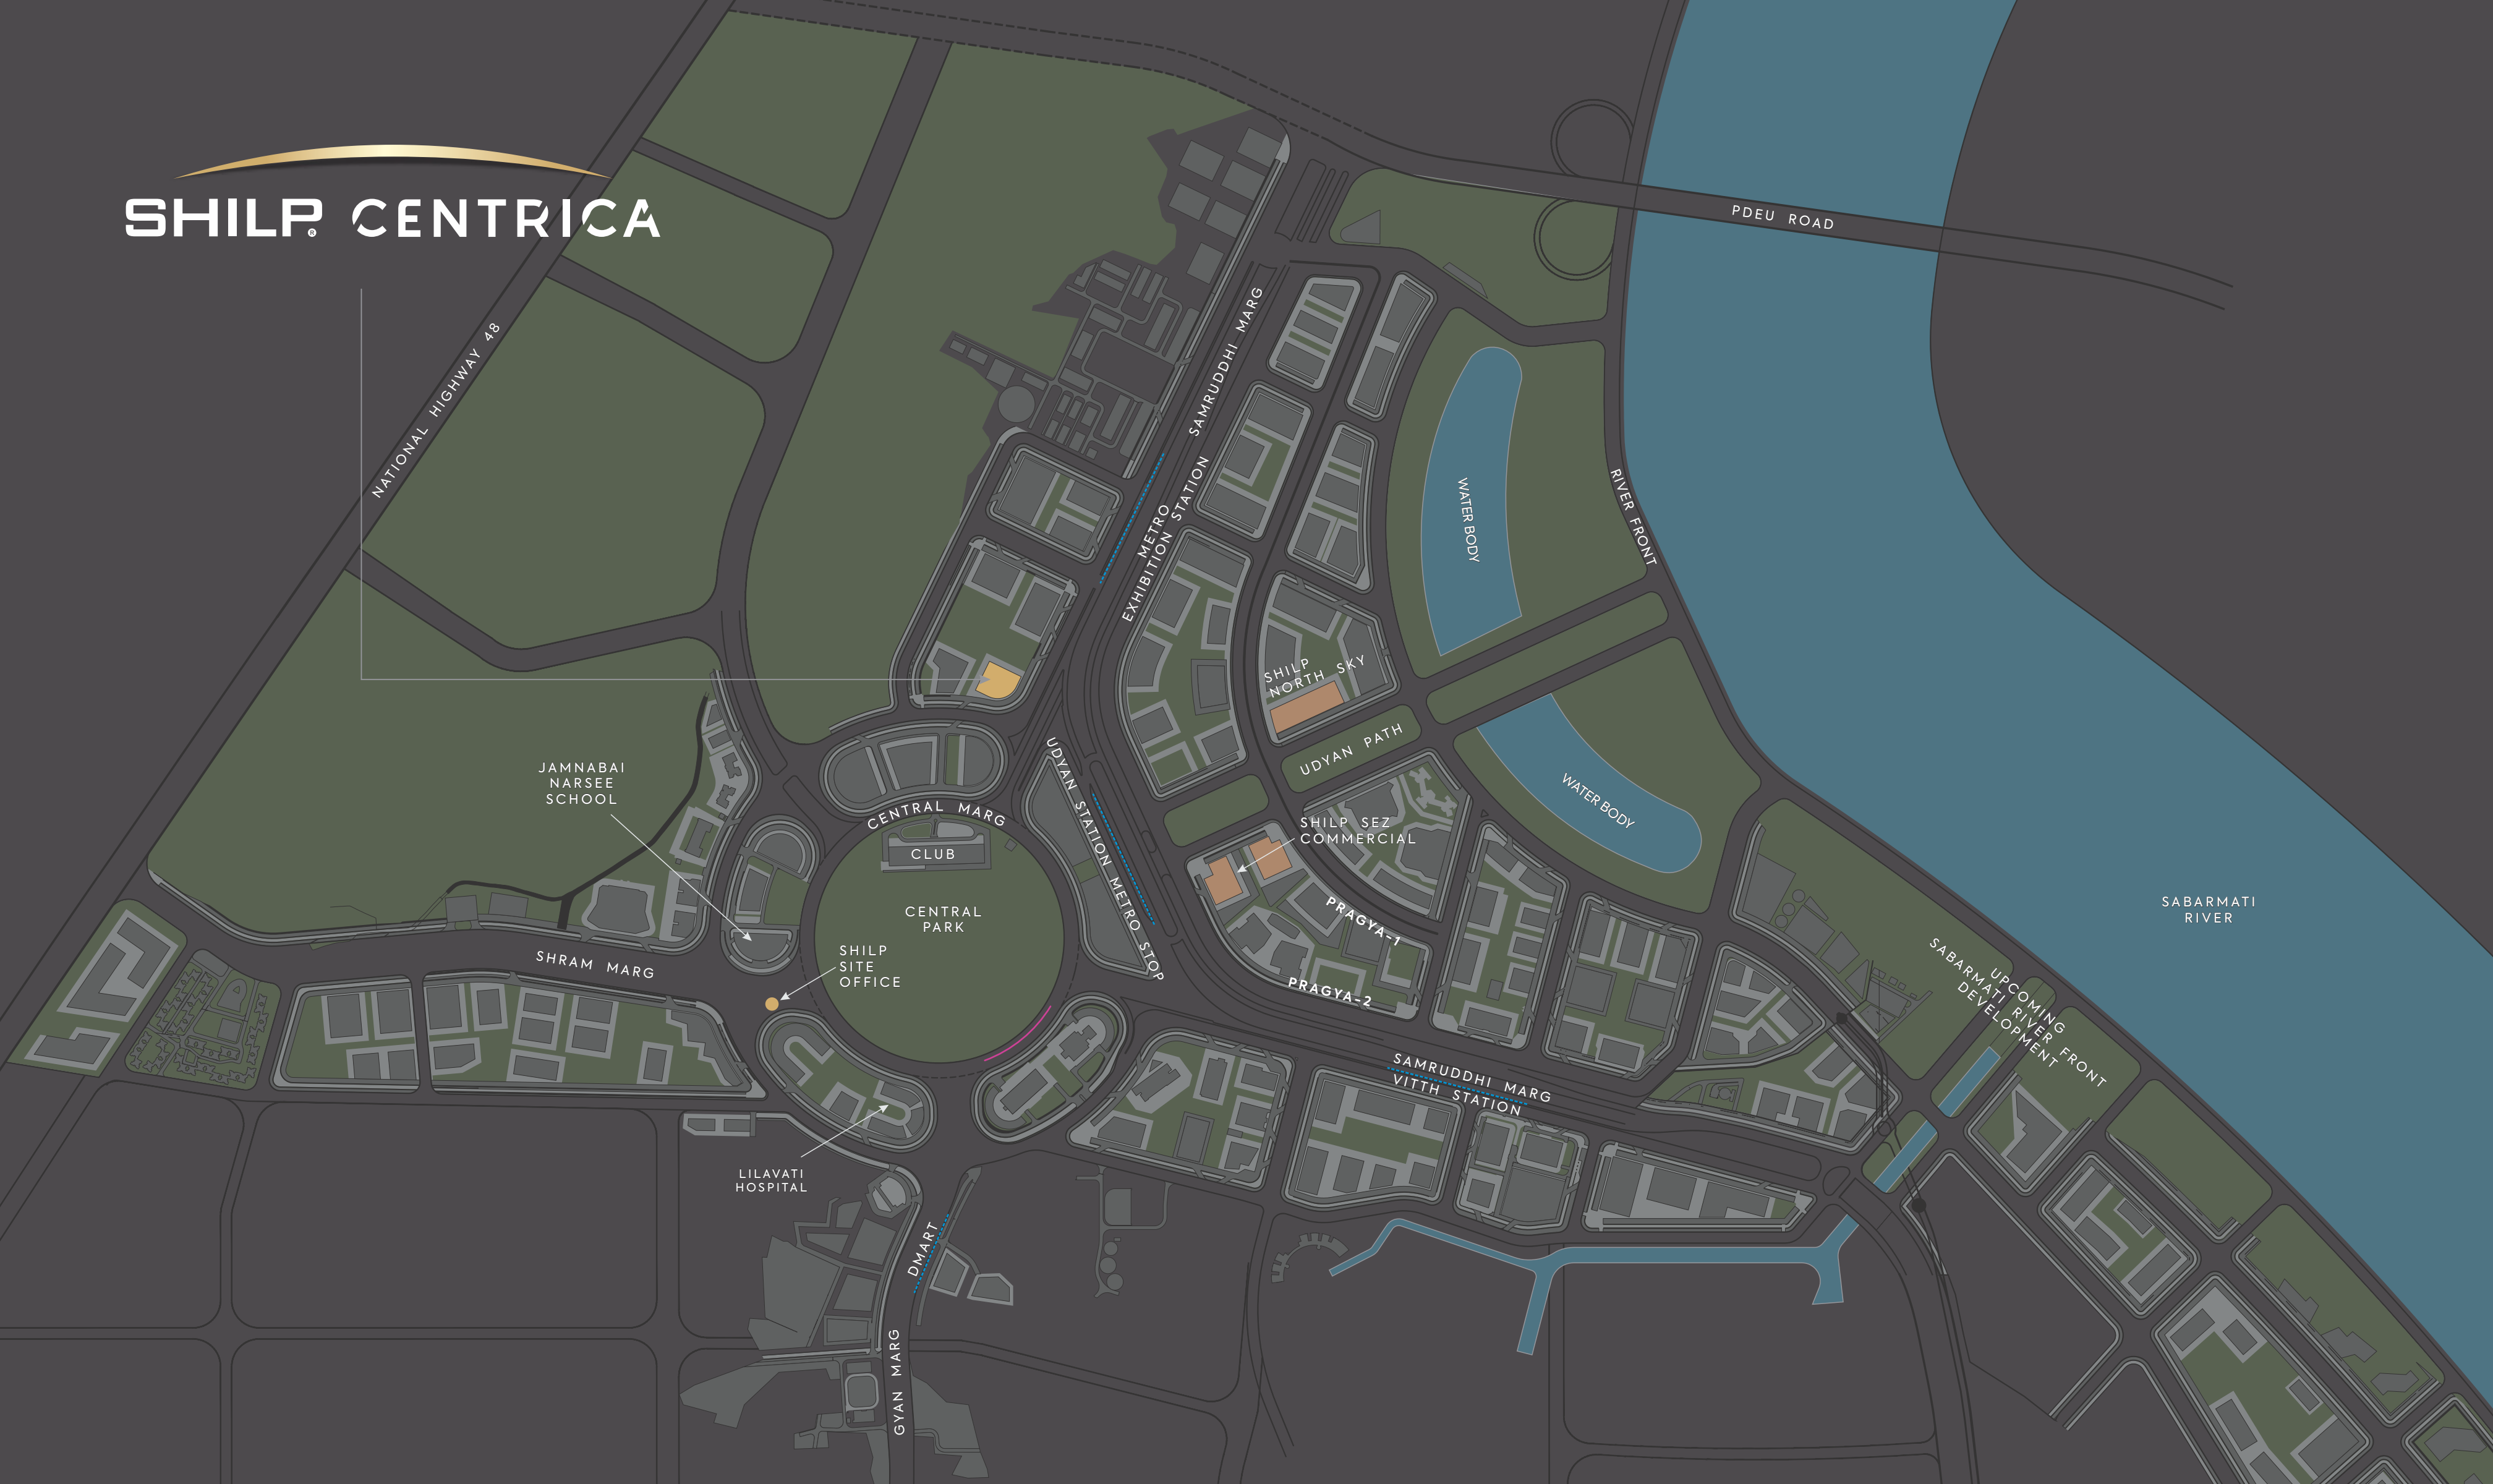 SHILP® CENTRICA
PDEU ROAD
NATIONAL HIGHWAY 48
SAMRUDDHI MARG
METRO
EXHIBITION STATION
WATER BODY
RIVER FRONT
SHILP
NORTH SKY
UDYAN PATH
WATER BODY
JAMNABAI
NARSEE
SCHOOL
CENTRAL MARG
CLUB
UDYAN STATION METRO STOP
SHILP SEZ
COMMERCIAL
CENTRAL
PARK
PRAGYA-1
PRAGYA-2
SABARMATI
RIVER
SHRAM MARG
SHILP
SITE
OFFICE
UPCOMING
SABARMATI RIVER FRONT
DEVELOPMENT
SAMRUDDHI MARG
VITTH STATION
LILAVATI
HOSPITAL
DMART
GYAN MARG